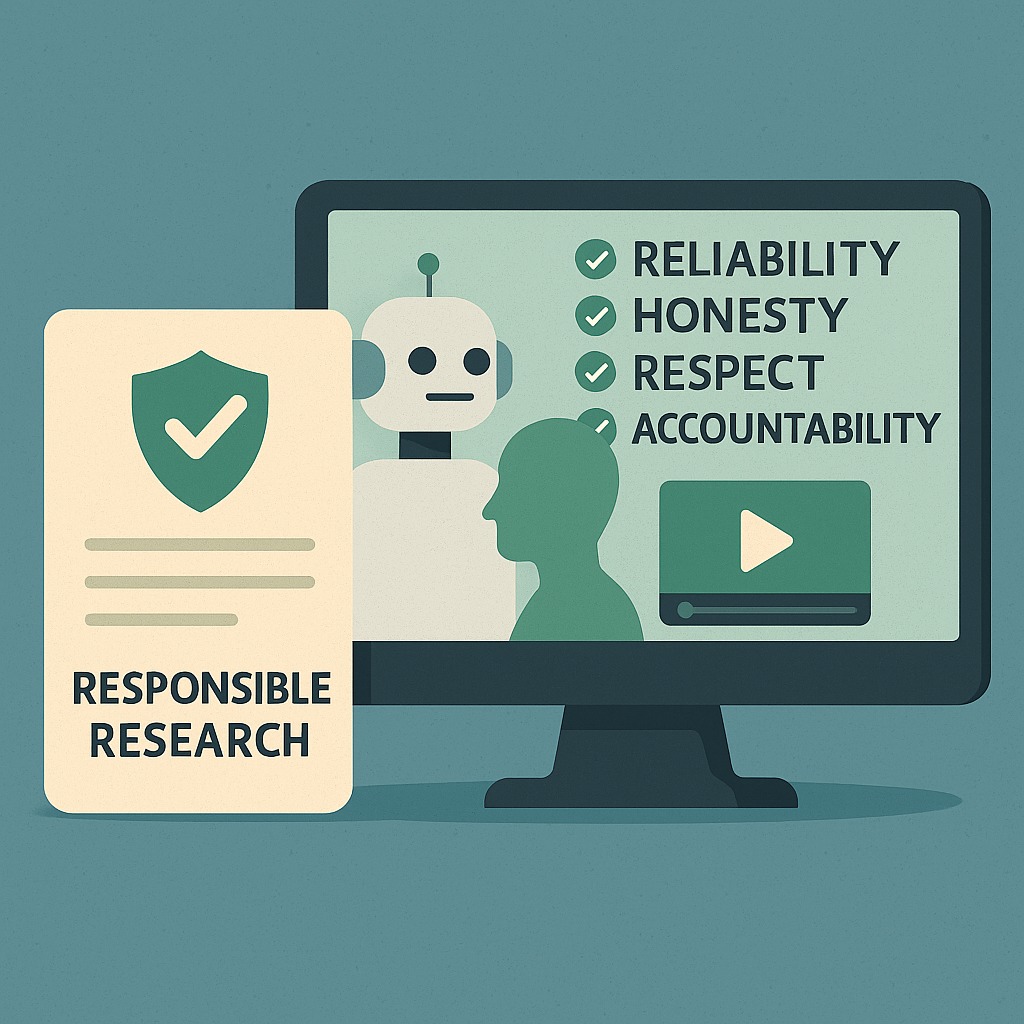 RELIABILITY
HONESTY
RESPECT
ACCOUNTABILITY
RESPONSIBLE
RESEARCH